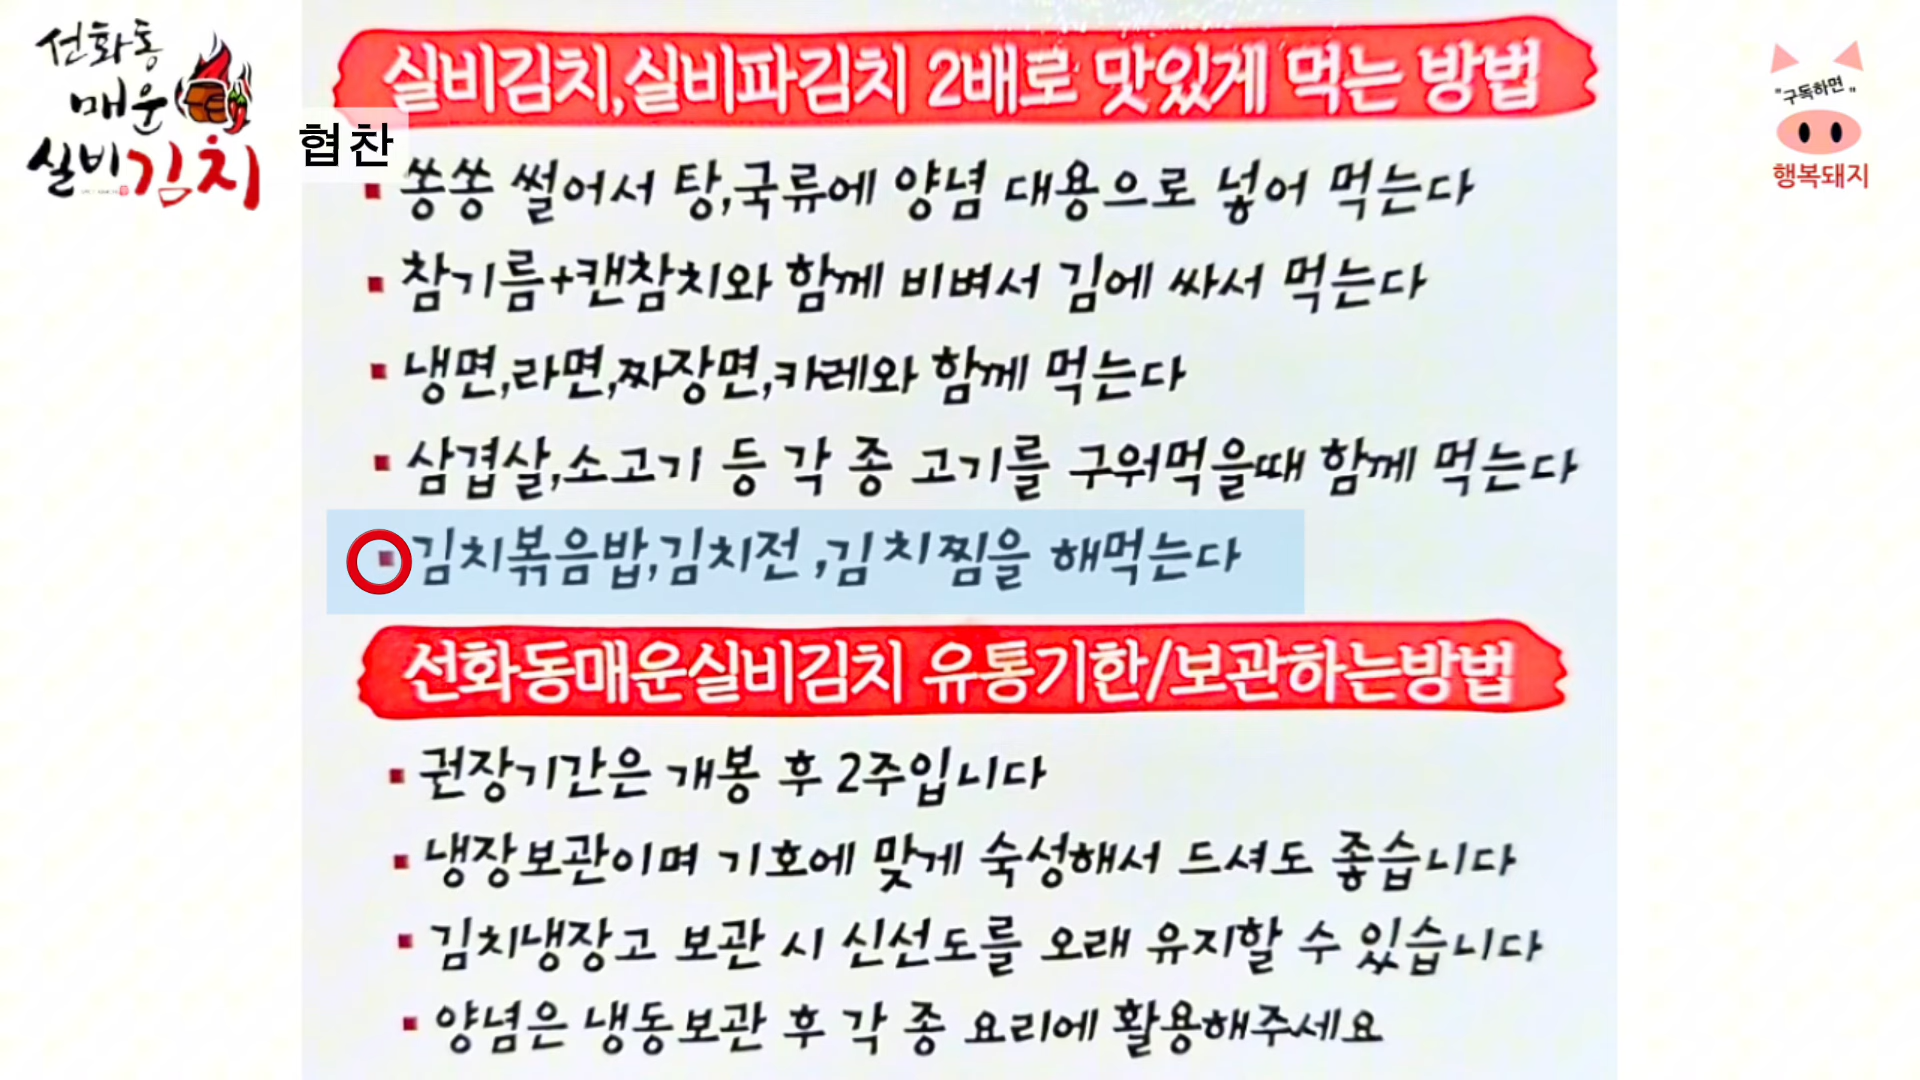 선화동
매운
실비김치
협찬
"구독하면"
행복돼지
실비김치,실비파김치 2배로 맛있게 먹는 방법
쏭쏭 썰어서 탕,국류에 양념 대용으로 넣어 먹는다
참기름+캔참치와 함께 비벼서 김에 싸서 먹는다
냉면,라면,짜장면,카레와 함께 먹는다
삼겹살,소고기 등 각 종 고기를 구워먹을때 함께 먹는다
김치볶음밥,김치전,김치찜을 해먹는다
선화동매운실비김치 유통기한/보관하는방법
권장기간은 개봉 후 2주입니다
냉장보관이며 기호에 맞게 숙성해서 드셔도 좋습니다
김치냉장고 보관 시 신선도를 오래 유지할 수 있습니다
양념은 냉동보관 후 각 종 요리에 활용해주세요